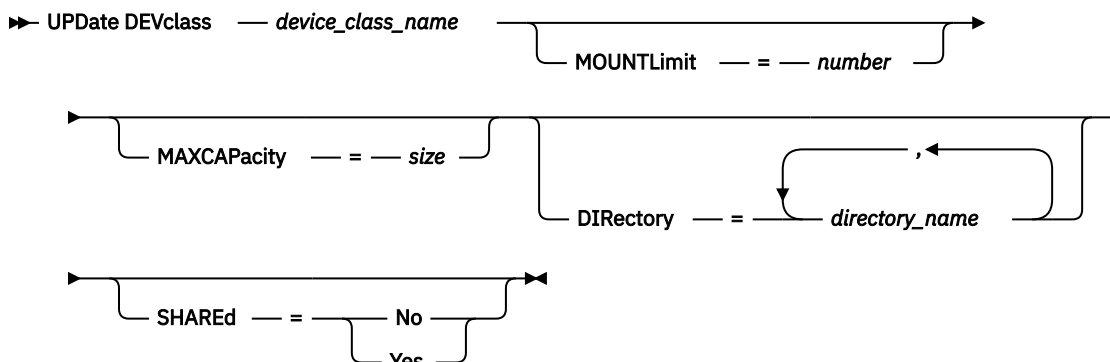 UPDate DEVclass device_class_name
MOUNTLimit = number
MAXCAPacity = size
,
DIRectory = directory_name
SHAREd = No
Yes